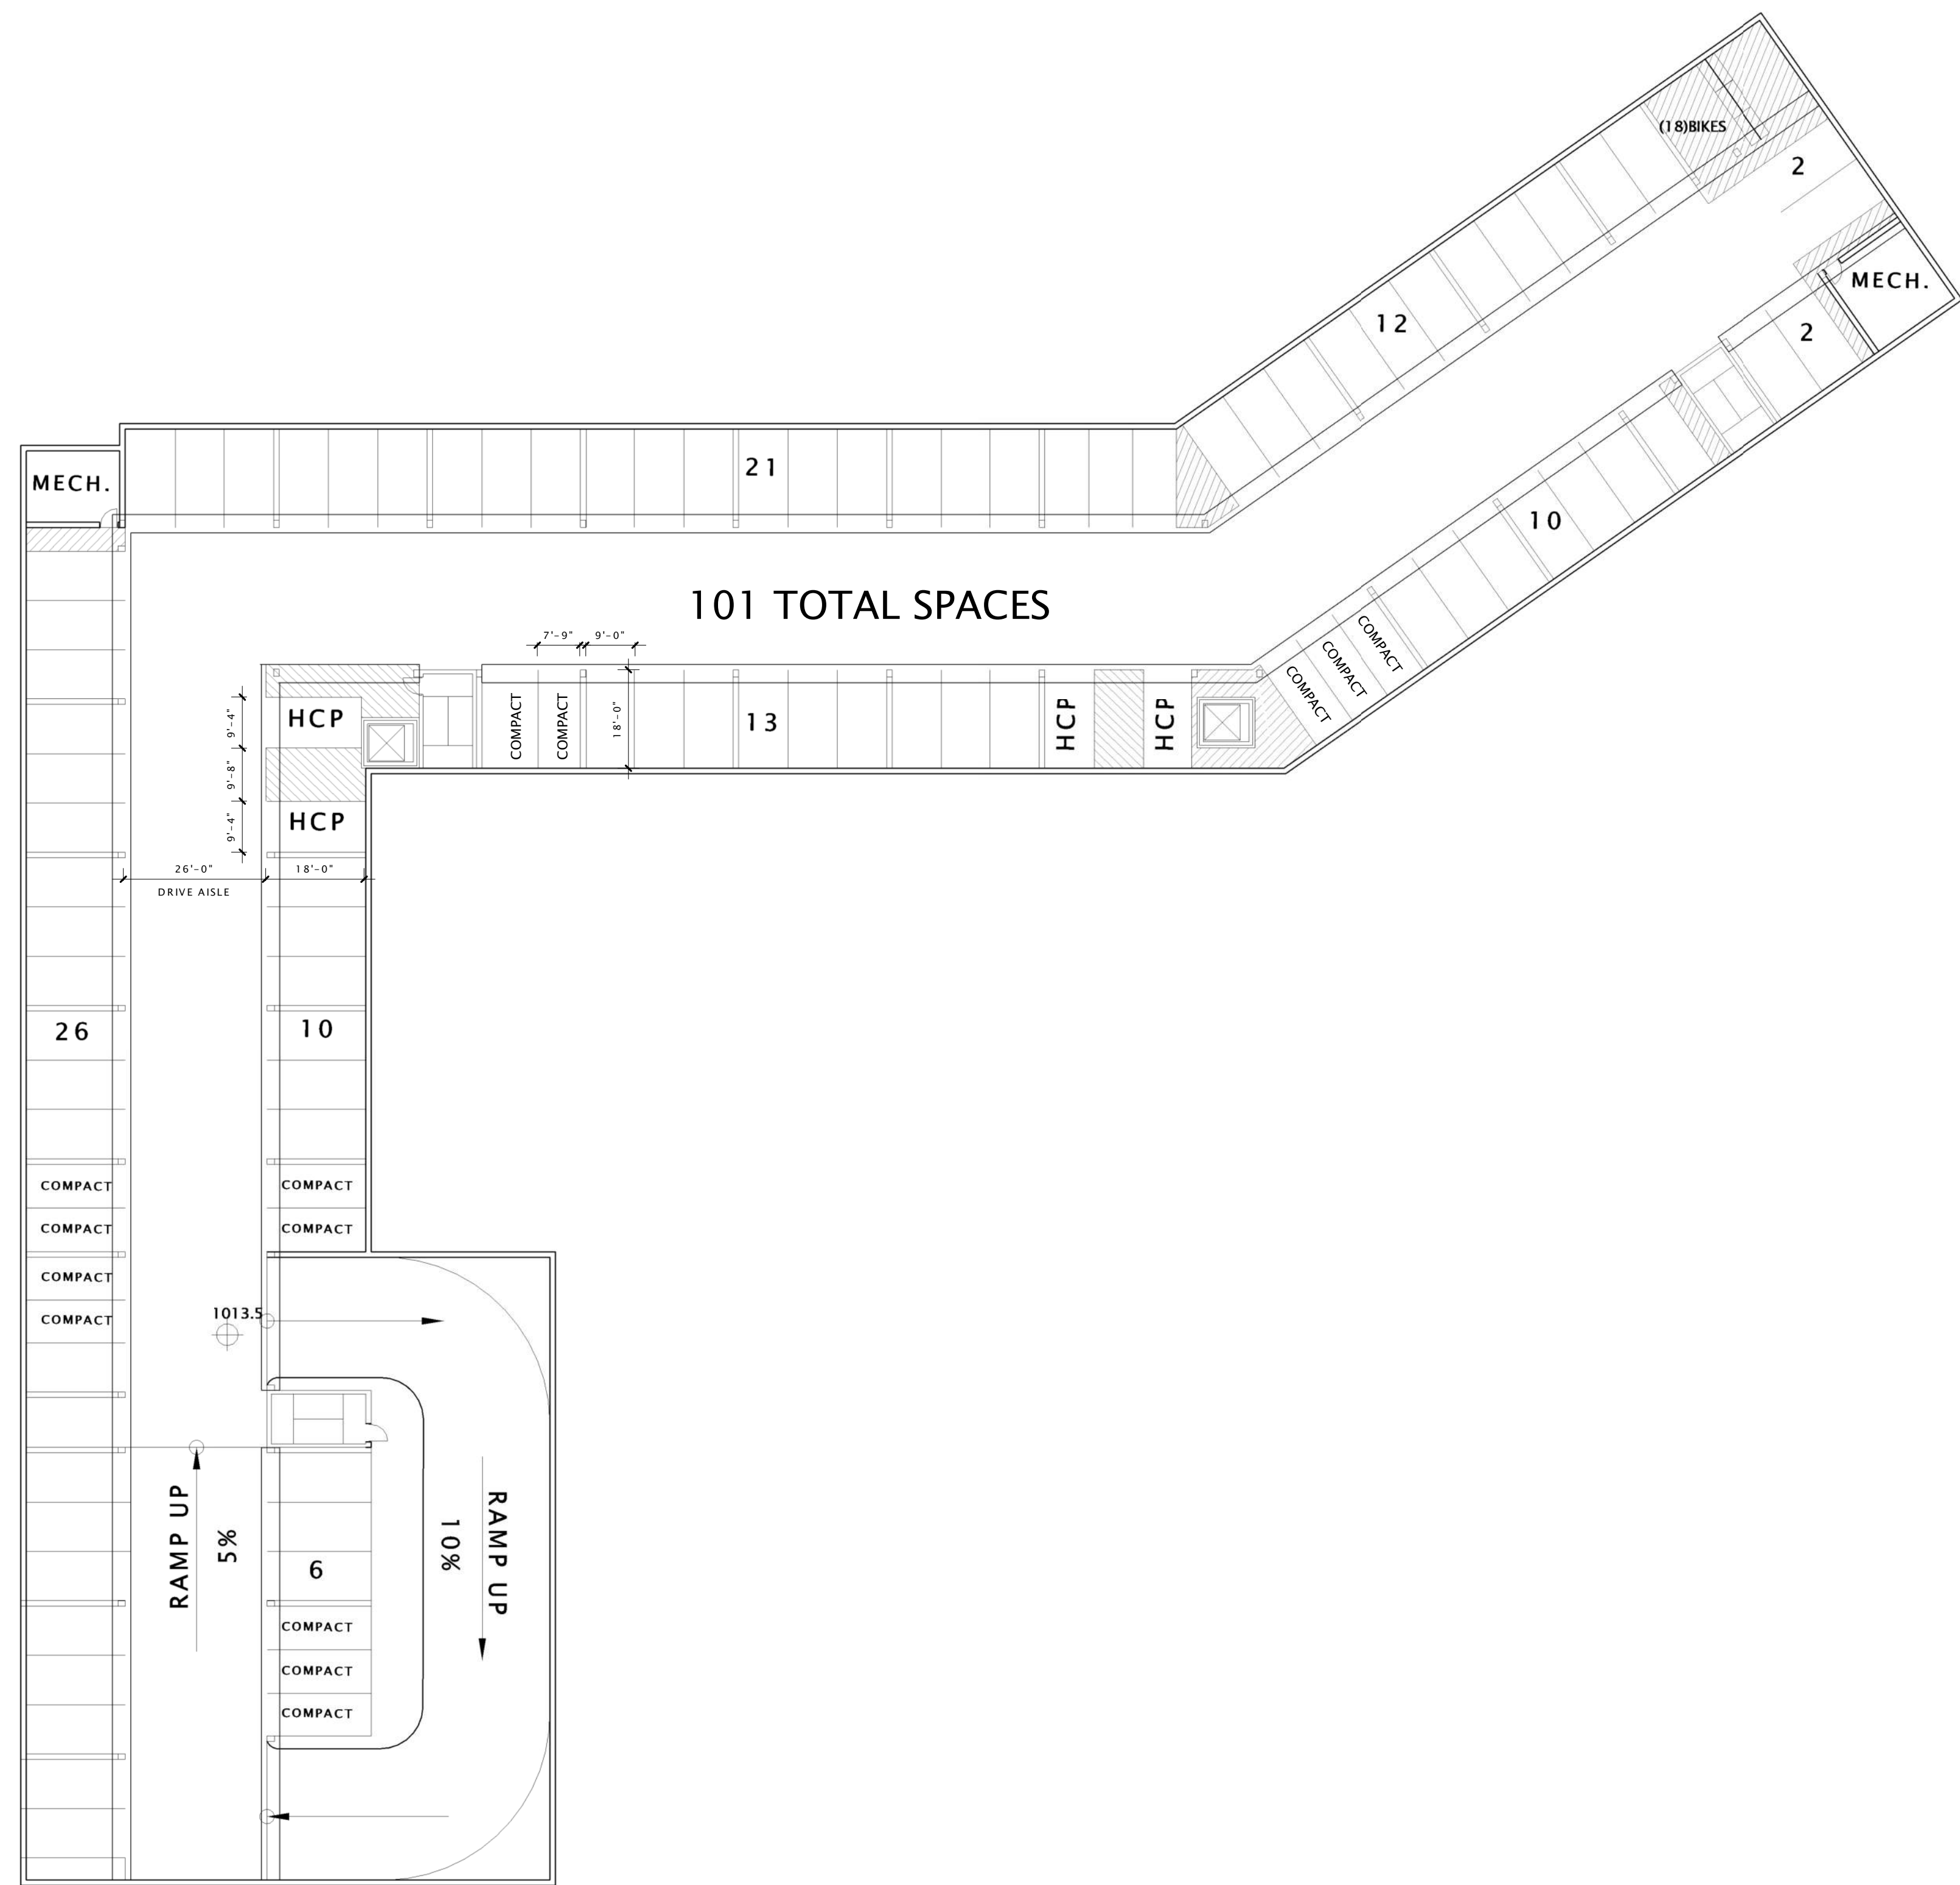 (18)BIKES
2
MECH.
2
12
10
21
MECH.
101 TOTAL SPACES
7'-9"
9'-0"
18'-0"
COMPACT
COMPACT
COMPACT
COMPACT
COMPACT
13
HCP
HCP
HCP
9'-4"
9'-8"
9'-4"
HCP
26'-0"
18'-0"
DRIVE AISLE
26
10
COMPACT
COMPACT
COMPACT
COMPACT
COMPACT
COMPACT
1013.5
RAMP UP
5%
10%
RAMP UP
6
COMPACT
COMPACT
COMPACT